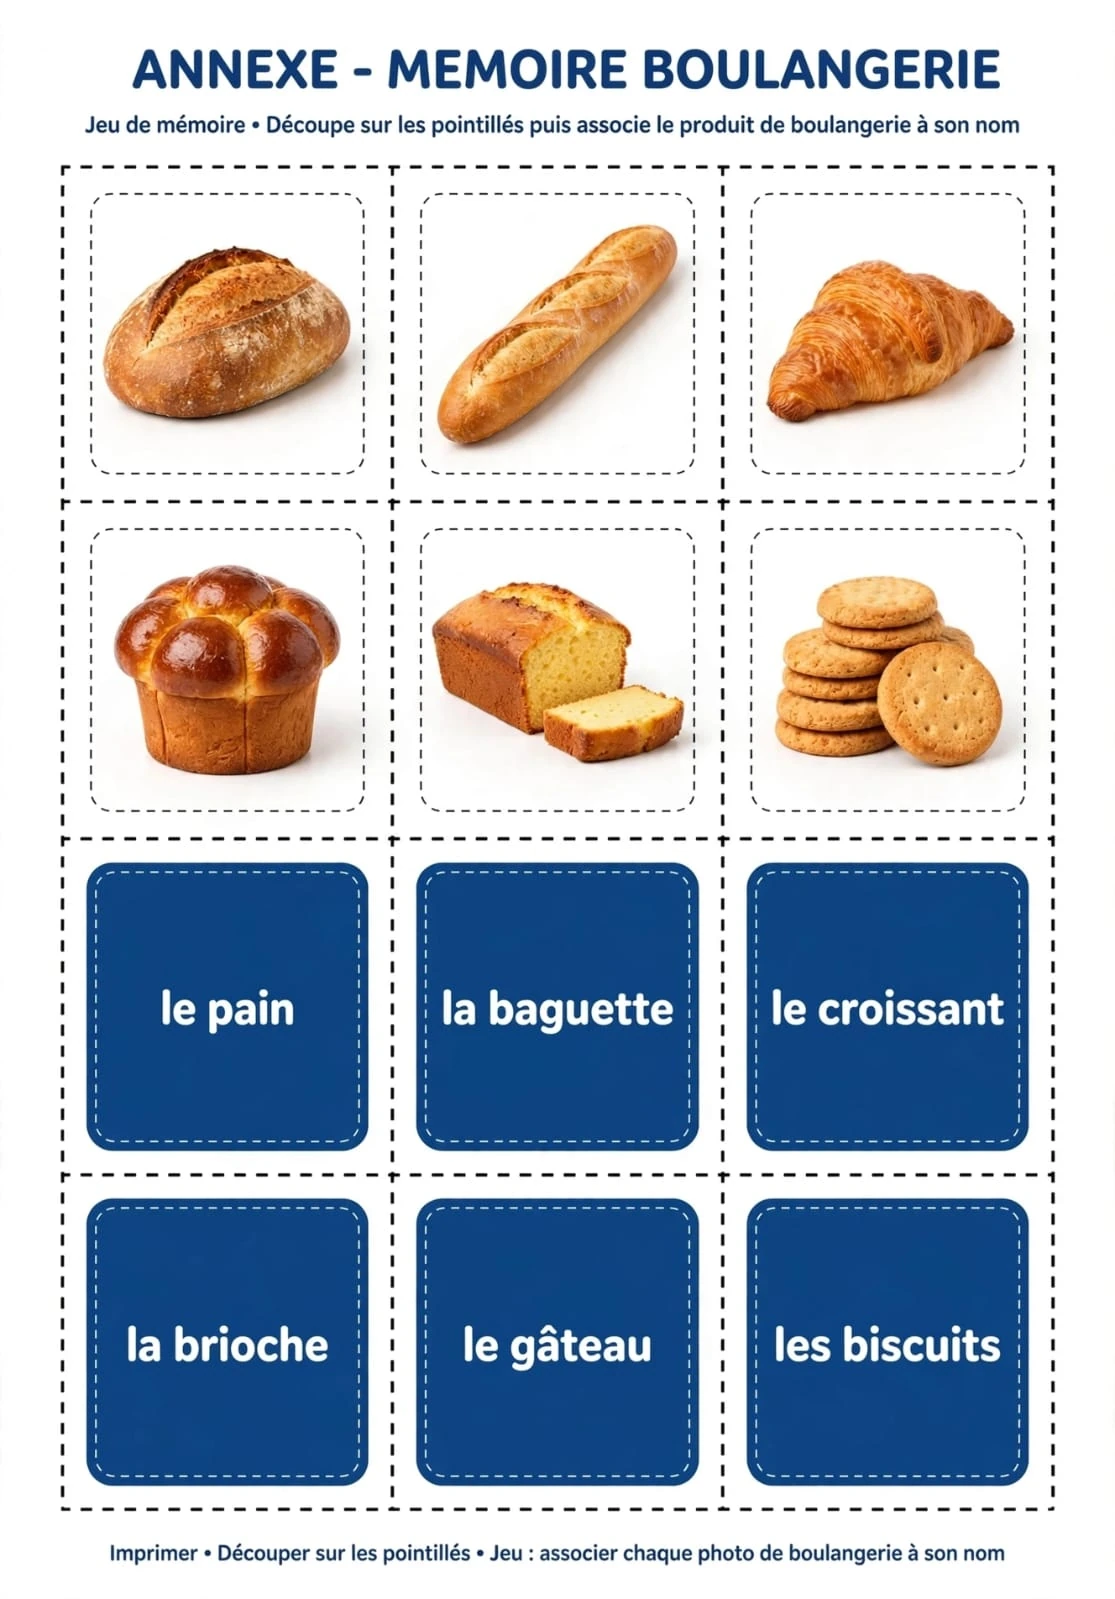 ANNEXE - MEMOIRE BOULANGERIE
Jeu de mémoire • Découpe sur les pointillés puis associe le produit de boulangerie à son nom
le pain
la baguette
le croissant
la brioche
le gâteau
les biscuits
Imprimer • Découper sur les pointillés • Jeu : associer chaque photo de boulangerie à son nom